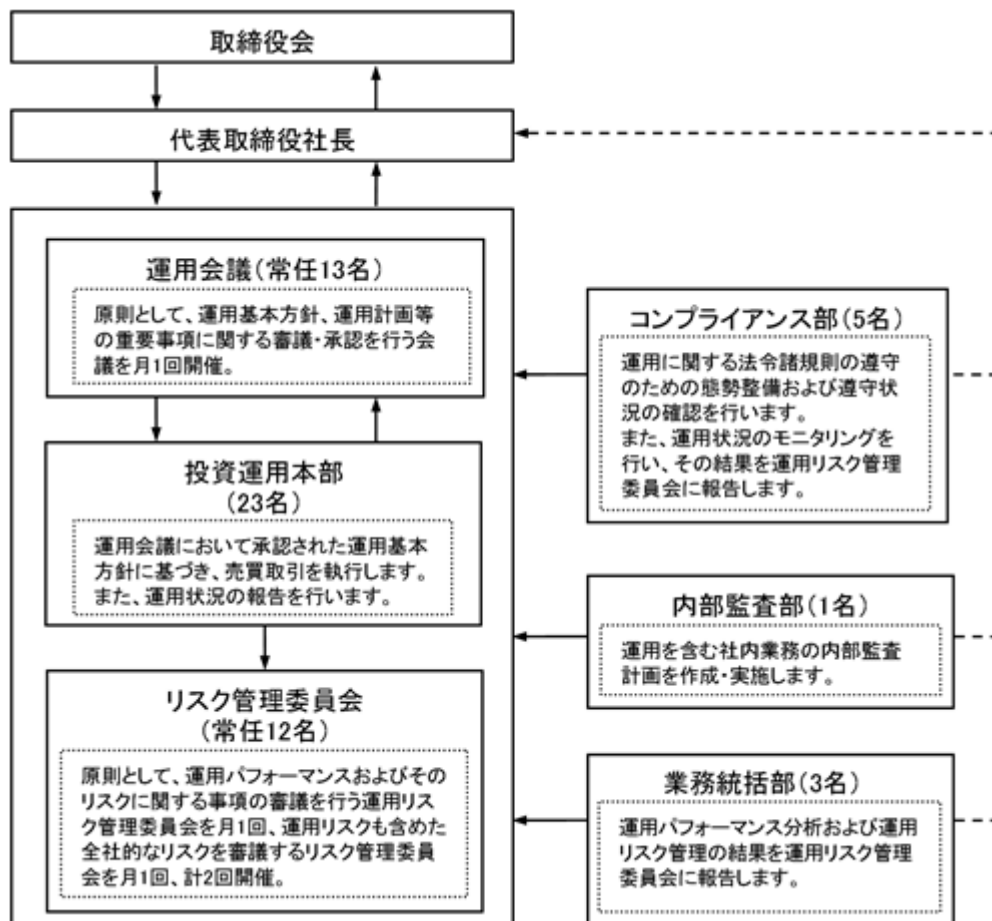 取締役会
代表取締役社長
運用会議(常任13名)
原則として、運用基本方針、運用計画等
の重要事項に関する審議・承認を行う会
議を月1回開催。
投資運用本部
(23名)
運用会議において承認された運用基本
方針に基づき、売買取引を執行します。
また、運用状況の報告を行います。
リスク管理委員会
(常任12名)
原則として、運用パフォーマンスおよびその
リスクに関する事項の審議を行う運用リス
ク管理委員会を月1回、運用リスクも含めた
全社的なリスクを審議するリスク管理委員
会を月1回、計2回開催。
コンプライアンス部(5名)
運用に関する法令諸規則の遵守
のための態勢整備および遵守状
況の確認を行います。
また、運用状況のモニタリングを
行い、その結果を運用リスク管理
委員会に報告します。
内部監査部(1名)
運用を含む社内業務の内部監査
計画を作成・実施します。
業務統括部(3名)
運用パフォーマンス分析および運用
リスク管理の結果を運用リスク管理
委員会に報告します。